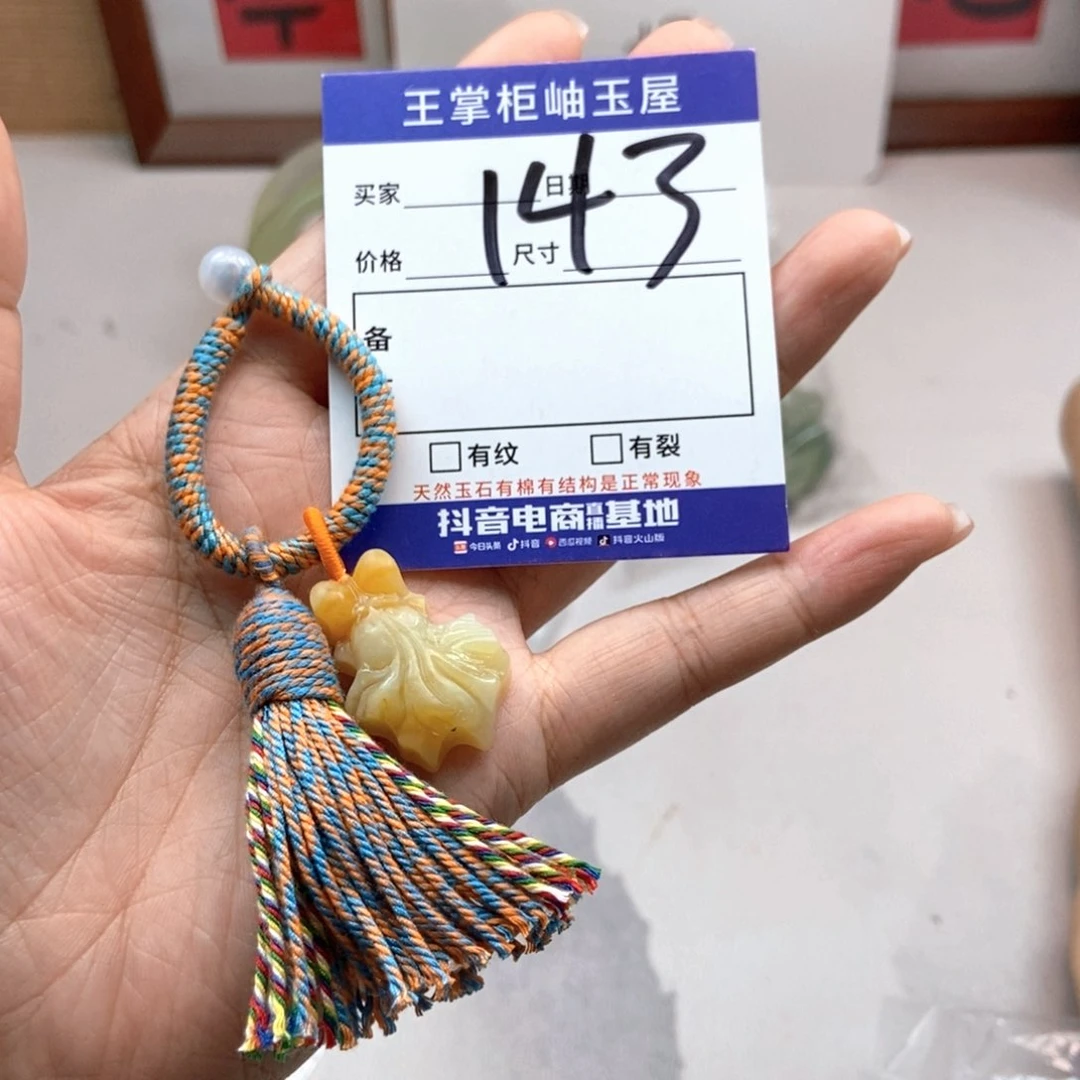 王掌柜岫玉屋
143
买家 日期
价格 尺寸
备
有纹 有裂
天然玉石有棉有结构是正常现象
抖音电商直播基地
今日头条 抖音 西瓜视频 抖音火山版